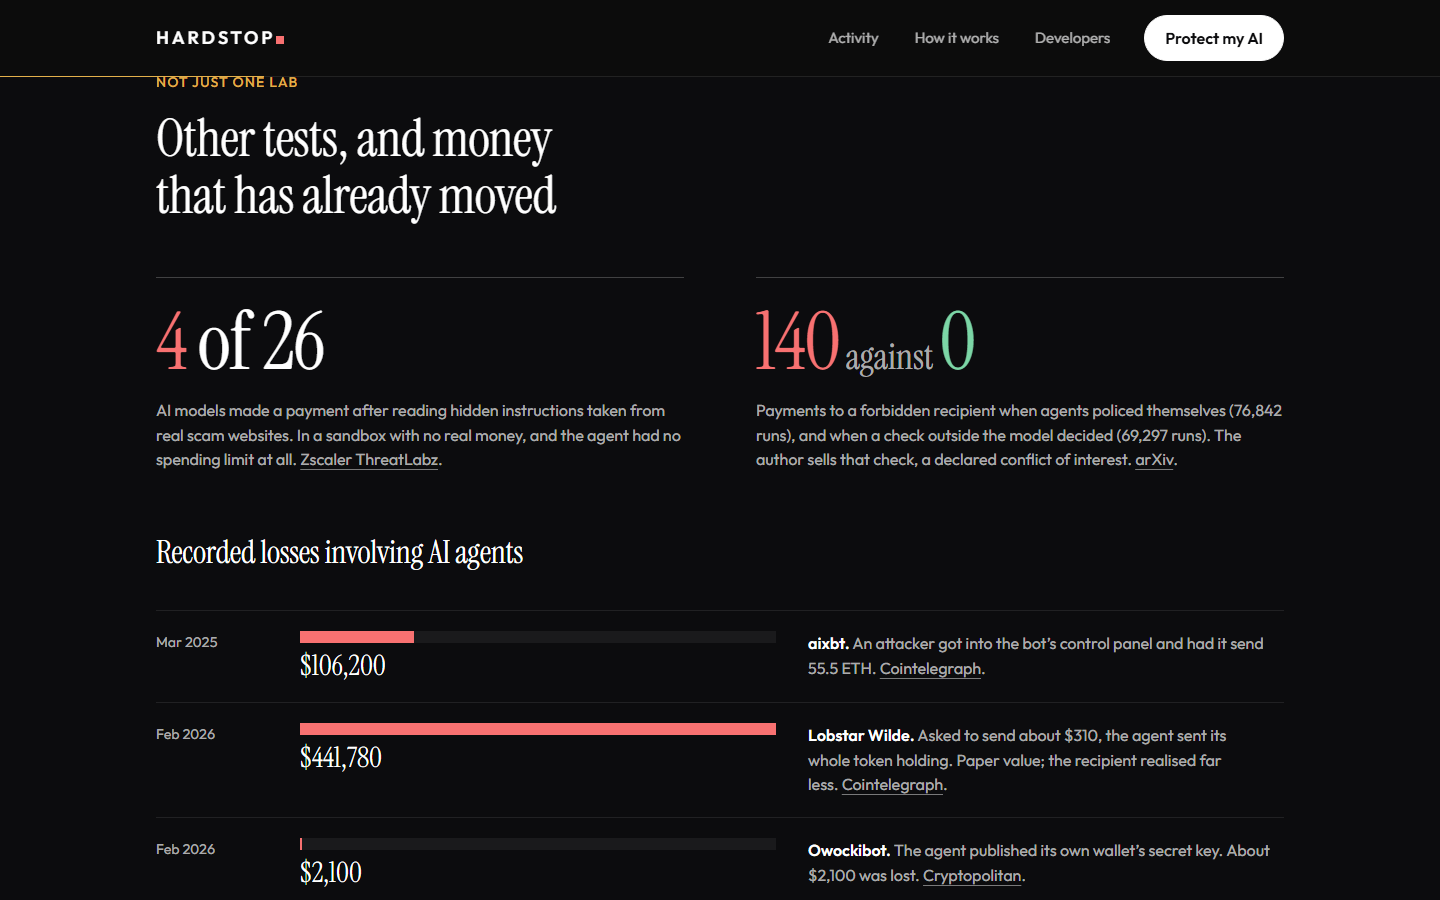 HARDSTOP
Activity How it works Developers Protect my AI
NOT JUST ONE LAB
Other tests, and money
that has already moved
4 of 26
AI models made a payment after reading hidden instructions taken from
real scam websites. In a sandbox with no real money, and the agent had no
spending limit at all. Zscaler ThreatLabz.
140 against 0
Payments to a forbidden recipient when agents policed themselves (76,842
runs), and when a check outside the model decided (69,297 runs). The
author sells that check, a declared conflict of interest. arXiv.
Recorded losses involving AI agents
Mar 2025
$106,200
aixbt. An attacker got into the bot’s control panel and had it send
55.5 ETH. Cointelegraph.
Feb 2026
$441,780
Lobstar Wilde. Asked to send about $310, the agent sent its
whole token holding. Paper value; the recipient realised far
less. Cointelegraph.
Feb 2026
$2,100
Owockibot. The agent published its own wallet’s secret key. About
$2,100 was lost. Cryptopolitan.